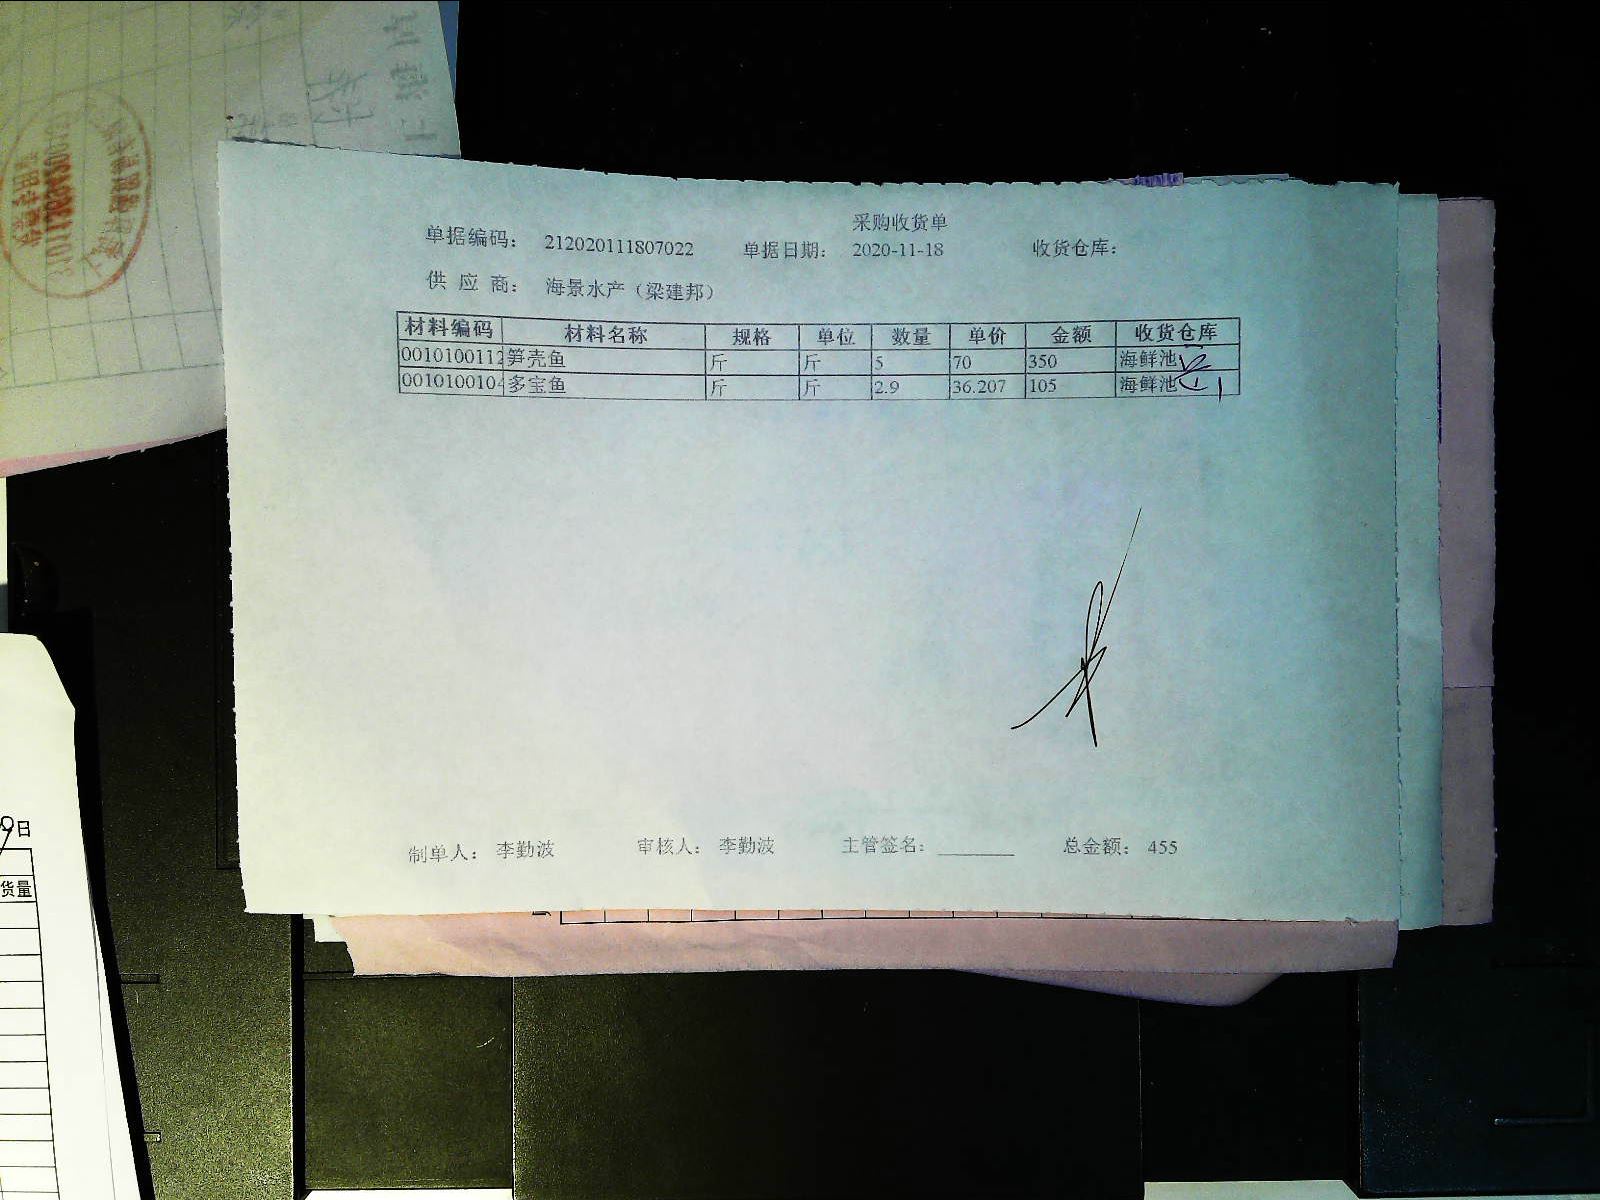 采购收货单
单据编码： 212020111807022 单据日期： 2020-11-18 收货仓库：
供 应 商： 海景水产（梁建邦）
材料编码 材料名称 规格 单位 数量 单价 金额 收货仓库
0010100112 笋壳鱼 斤 斤 5 70 350 海鲜池
0010100104 多宝鱼 斤 斤 2.9 36.207 105 海鲜池
制单人： 李勤波 审核人： 李勤波 主管签名： 总金额： 455
日
货量